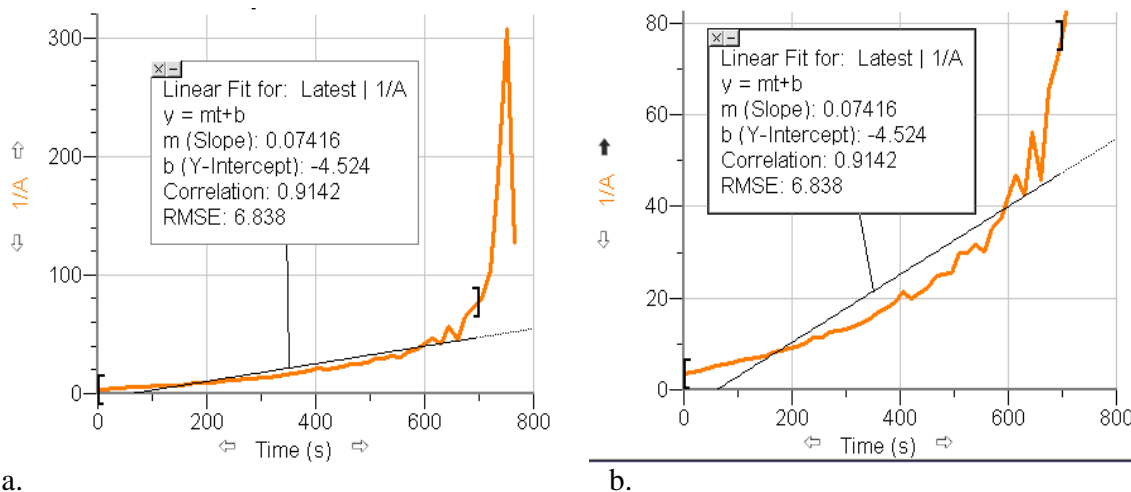 300
200
100
0
1/A
Linear Fit for: Latest | 1/A
y = mt+b
m (Slope): 0.07416
b (Y-Intercept): -4.524
Correlation: 0.9142
RMSE: 6.838
0 200 400 600 800
Time (s)
a.
80
60
40
20
0
1/A
Linear Fit for: Latest | 1/A
y = mt+b
m (Slope): 0.07416
b (Y-Intercept): -4.524
Correlation: 0.9142
RMSE: 6.838
0 200 400 600 800
Time (s)
b.